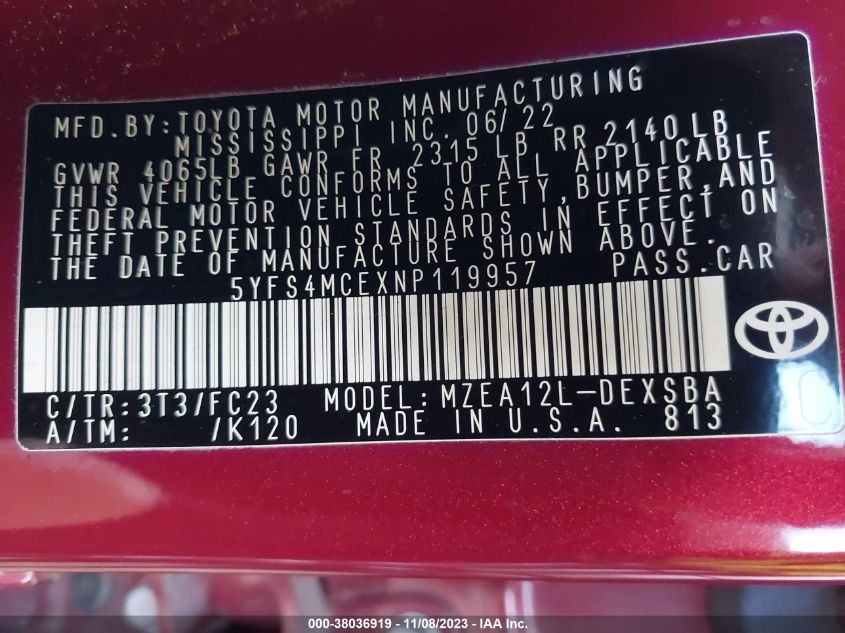 MFD.BY:TOYOTA MOTOR MANUFACTURING
MISSISSIPPI INC. 06/22
GVWR 4065LB GAWR FR 2315 LB RR 2140LB
THIS VEHICLE CONFORMS TO ALL APPLICABLE
FEDERAL MOTOR VEHICLE SAFETY,BUMPER,AND
THEFT PREVENTION STANDARDS IN EFFECT ON
THE DATE OF MANUFACTURE SHOWN ABOVE.
5YFS4MCEXNP119957 PASS.CAR
C/TR:3T3/FC23 MODEL:MZEA12L-DEXSBA
A/TM: /K120 MADE IN U.S.A. 813
C
000-38036919 - 11/08/2023 - IAA Inc.